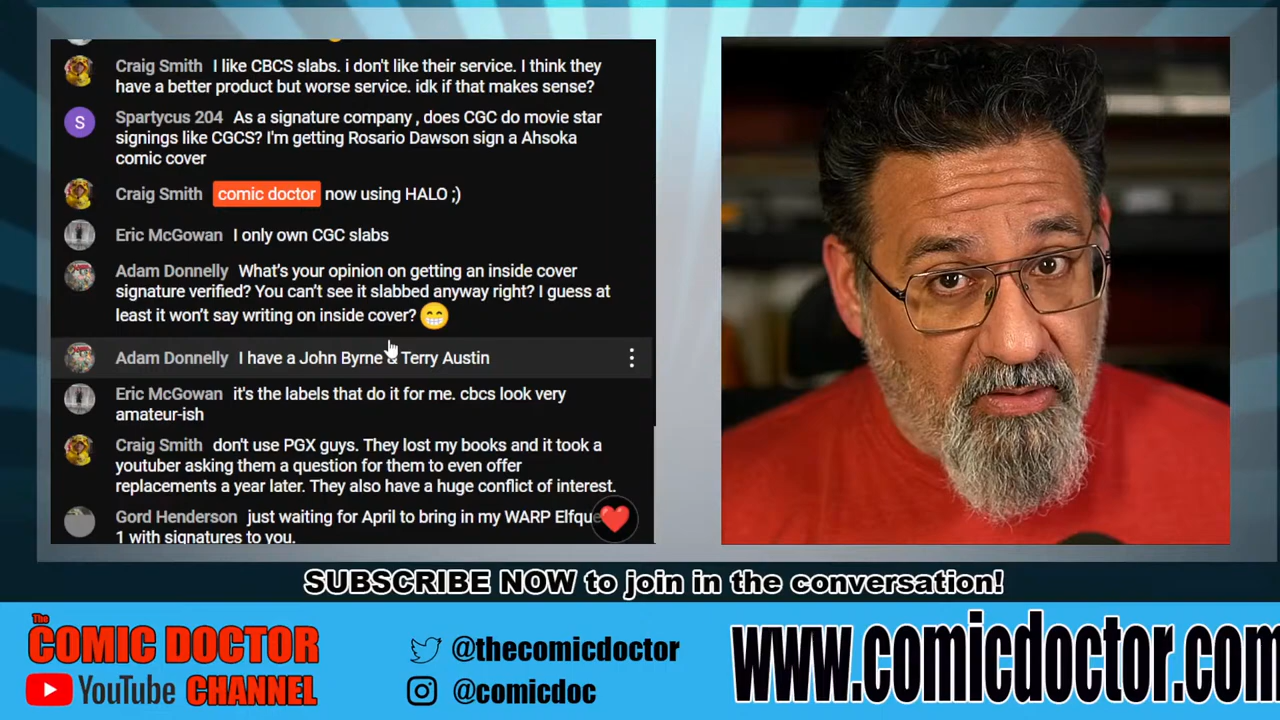 Craig Smith I like CBCS slabs. i don't like their service. I think they
have a better product but worse service. idk if that makes sense?
S
Spartycus 204 As a signature company , does CGC do movie star
signings like CGCS? I'm getting Rosario Dawson sign a Ahsoka
comic cover
Craig Smith comic doctor now using HALO ;)
Eric McGowan I only own CGC slabs
Adam Donnelly What's your opinion on getting an inside cover
signature verified? You can't see it slabbed anyway right? I guess at
least it won't say writing on inside cover? 😁
Adam Donnelly I have a John Byrne & Terry Austin
Eric McGowan it's the labels that do it for me. cbcs look very
amateur-ish
Craig Smith don't use PGX guys. They lost my books and it took a
youtuber asking them a question for them to even offer
replacements a year later. They also have a huge conflict of interest.
Gord Henderson just waiting for April to bring in my WARP Elfque
1 with signatures to you.
SUBSCRIBE NOW to join in the conversation!
The
COMIC DOCTOR
YouTube CHANNEL
@thecomicdoctor
@comicdoc
www.comicdoctor.com